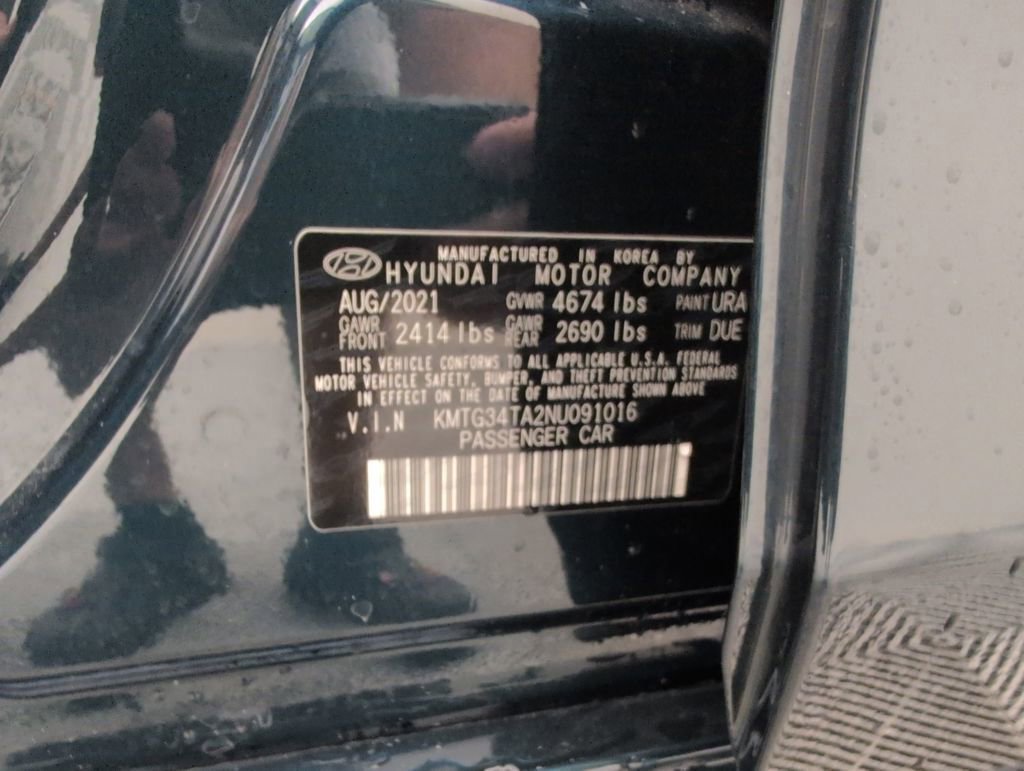 MANUFACTURED IN KOREA BY
HYUNDAI MOTOR COMPANY
AUG/2021 GVWR 4674 lbs PAINT URA
GAWR FRONT 2414 lbs GAWR REAR 2690 lbs TRIM DUE
THIS VEHICLE CONFORMS TO ALL APPLICABLE U.S.A. FEDERAL
MOTOR VEHICLE SAFETY, BUMPER, AND THEFT PREVENTION STANDARDS
IN EFFECT ON THE DATE OF MANUFACTURE SHOWN ABOVE
V.I.N KMTG34TA2NU091016
PASSENGER CAR